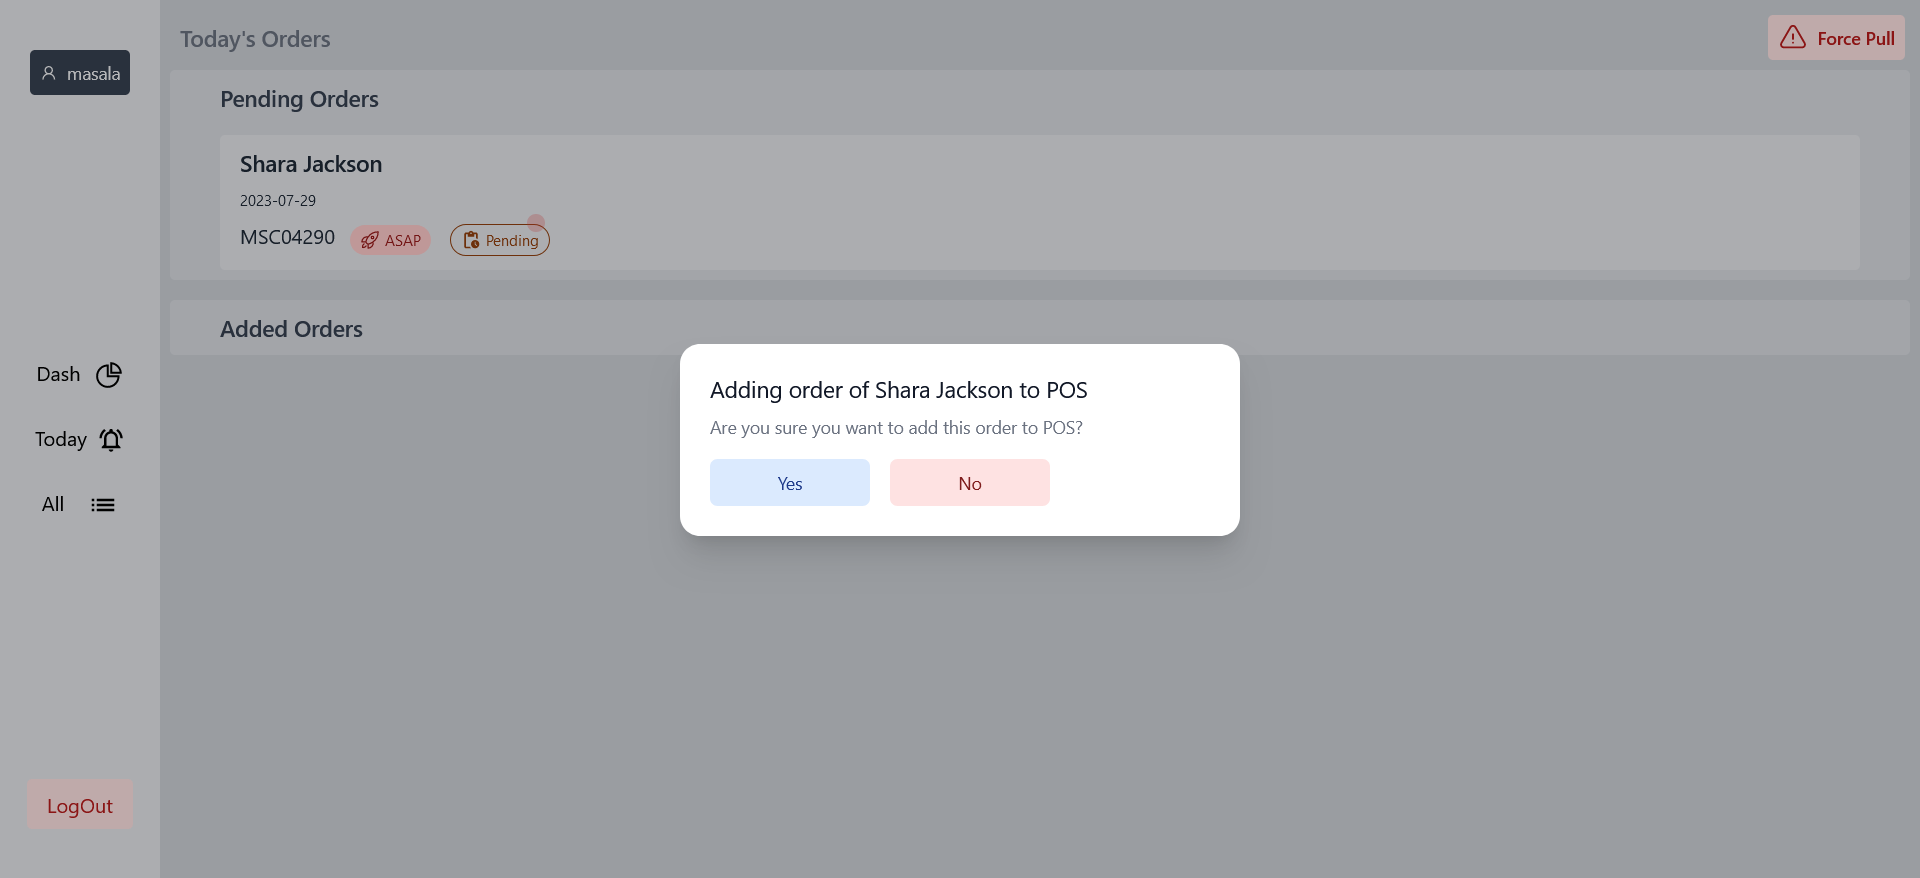 masala
Dash
Today
All
LogOut
Today's Orders
Force Pull
Pending Orders
Shara Jackson
2023-07-29
MSC04290 ASAP Pending
Added Orders
Adding order of Shara Jackson to POS
Are you sure you want to add this order to POS?
Yes No